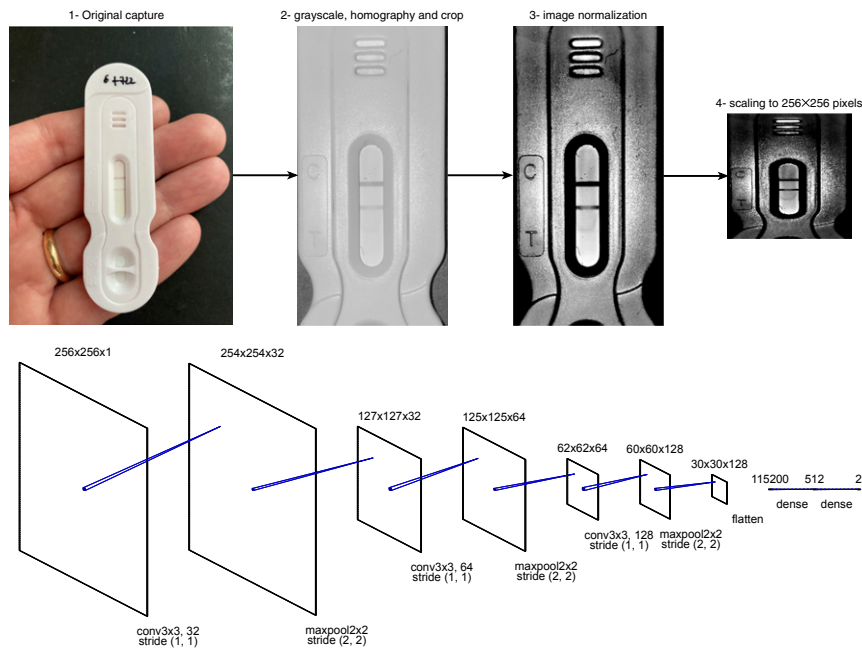 1- Original capture
2- grayscale, homography and crop
3- image normalization
4- scaling to 256×256 pixels
C
T
C
T
C
T
256x256x1
254x254x32
127x127x32
125x125x64
62x62x64
60x60x128
30x30x128
115200
512
2
dense
dense
flatten
conv3x3, 128
stride (1, 1)
maxpool2x2
stride (2, 2)
conv3x3, 64
stride (1, 1)
maxpool2x2
stride (2, 2)
conv3x3, 32
stride (1, 1)
maxpool2x2
stride (2, 2)